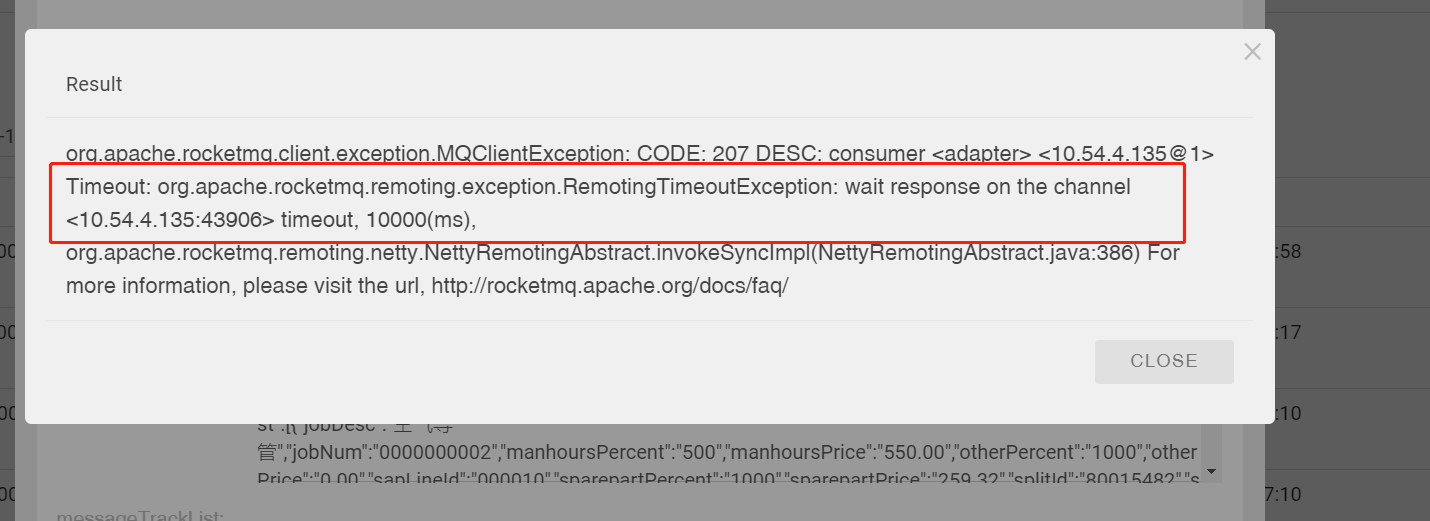 Result
org.apache.rocketmq.client.exception.MQClientException: CODE: 207 DESC: consumer <adapter> <10.54.4.135@1>
Timeout: org.apache.rocketmq.remoting.exception.RemotingTimeoutException: wait response on the channel
<10.54.4.135:43906> timeout, 10000(ms),
org.apache.rocketmq.remoting.netty.NettyRemotingAbstract.invokeSyncImpl(NettyRemotingAbstract.java:386) For
more information, please visit the url, http://rocketmq.apache.org/docs/faq/
CLOSE
-1
00
:58
00
:17
00
:10
00
7:10
st":[{"jobDesc":"
管","jobNum":"0000000002","manhoursPercent":"500","manhoursPrice":"550.00","otherPercent":"1000","other
Price":"0.00","sapLineId":"000010","sparepartPercent":"1000","sparepartPrice":"259.32","splitId":"80015482","s
messageTrackList: